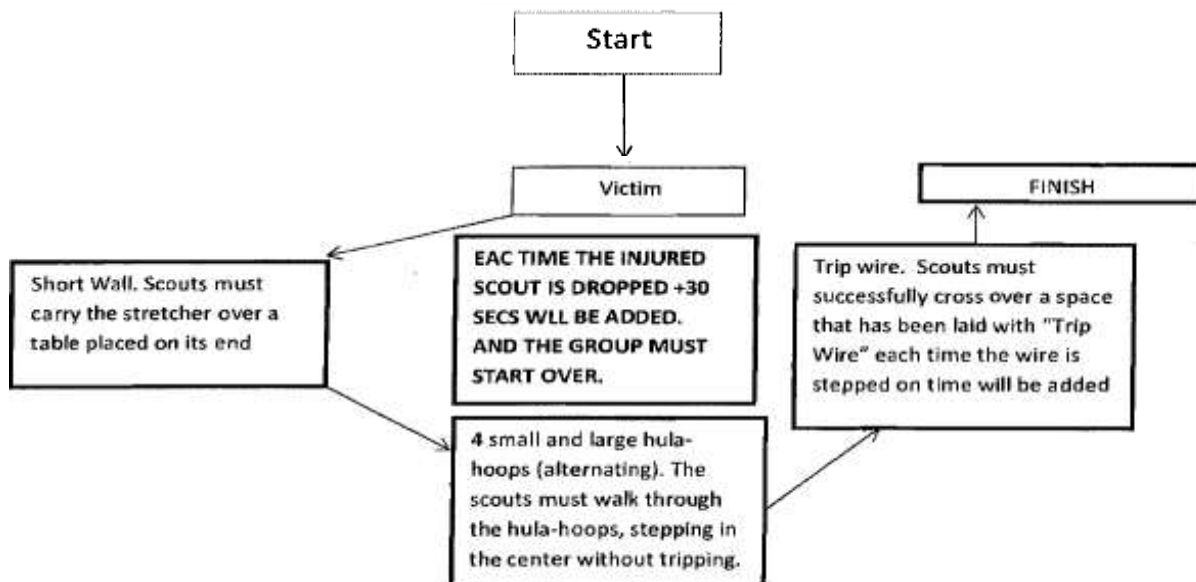 Start
Victim
FINISH
Short Wall. Scouts must
carry the stretcher over a
table placed on its end
EAC TIME THE INJURED
SCOUT IS DROPPED +30
SECS WLL BE ADDED.
AND THE GROUP MUST
START OVER.
4 small and large hula-
hoops (alternating). The
scouts must walk through
the hula-hoops, stepping in
the center without tripping.
Trip wire. Scouts must
successfully cross over a space
that has been laid with "Trip
Wire" each time the wire is
stepped on time will be added